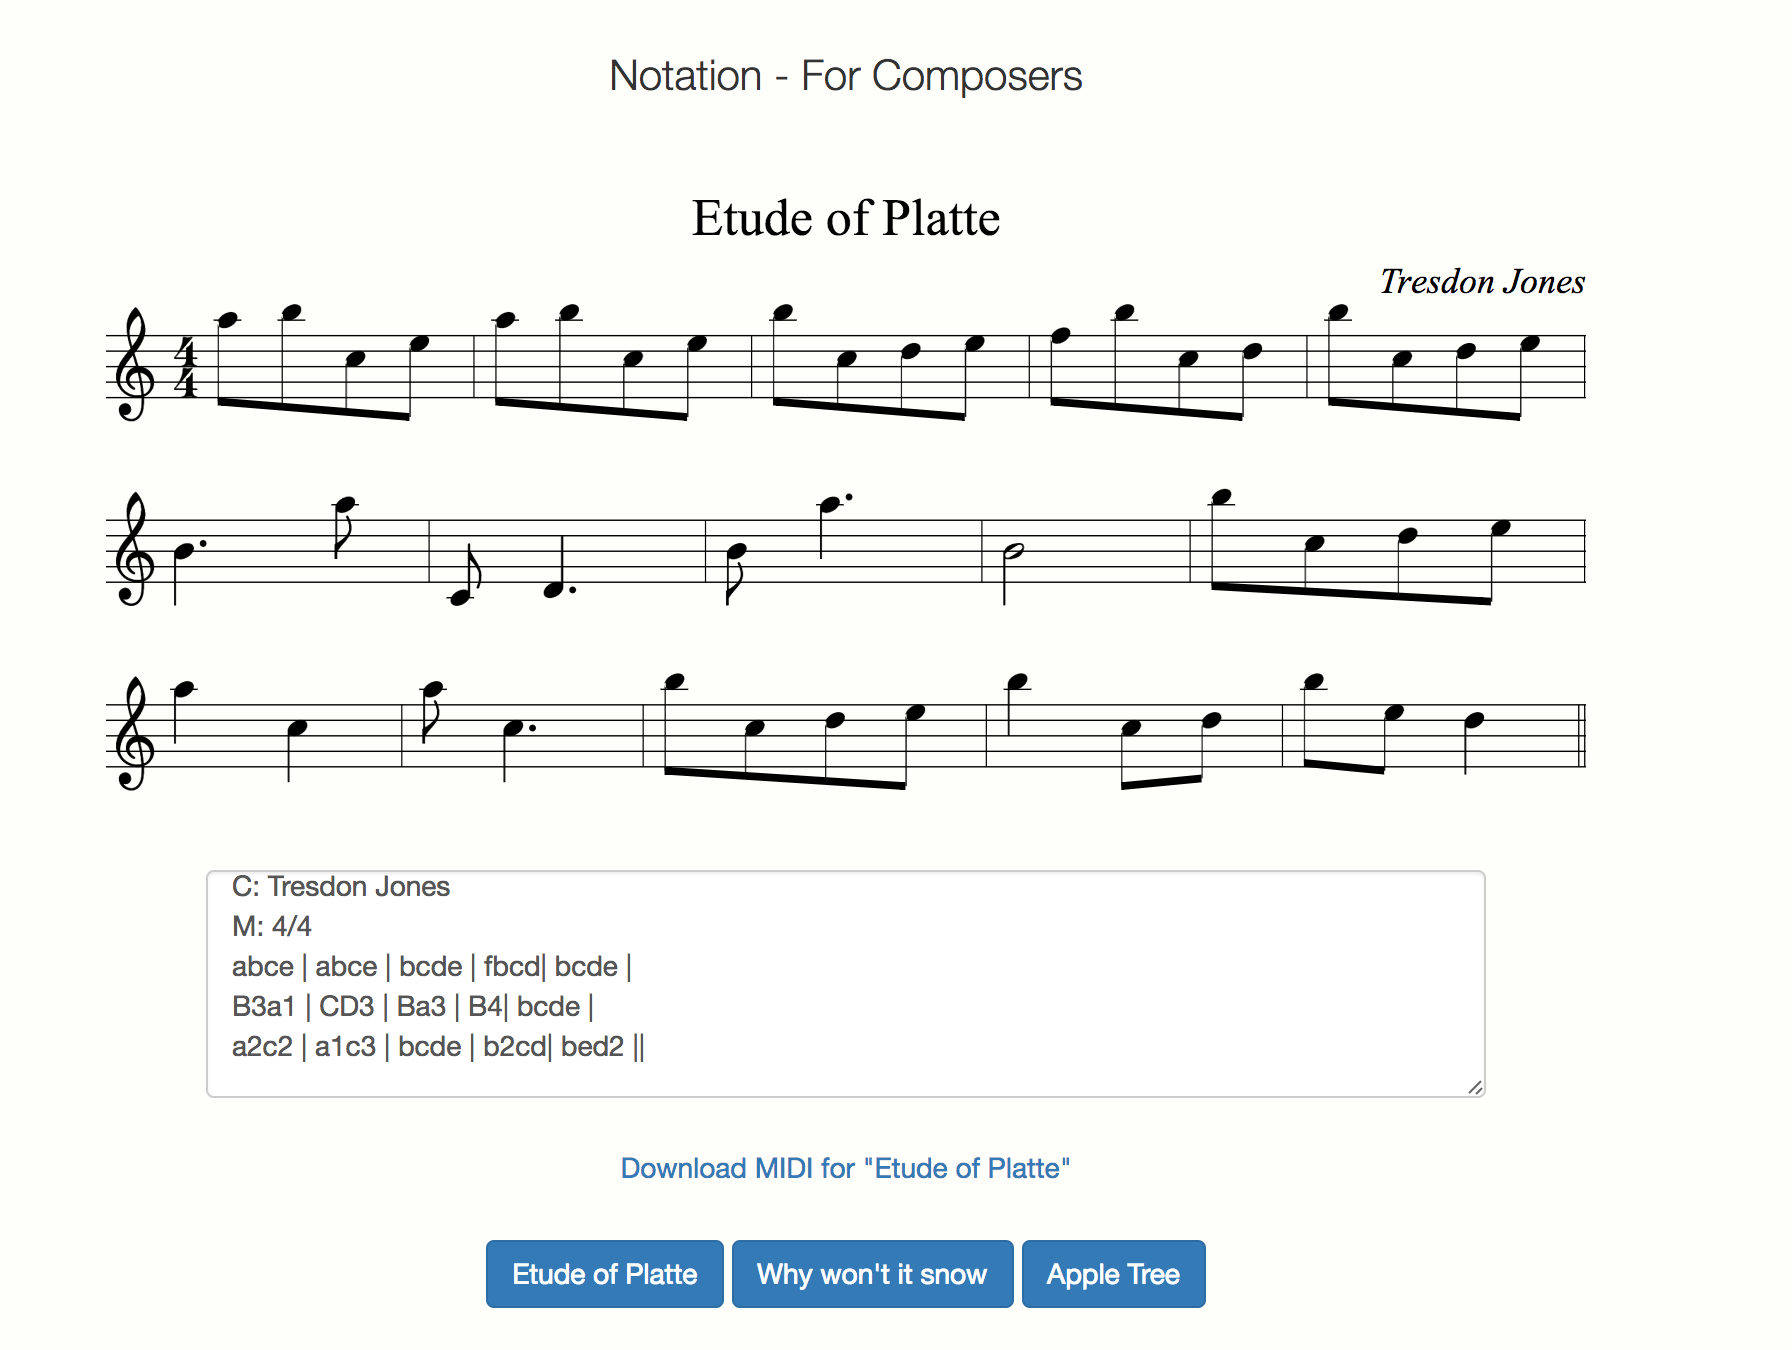 Notation - For Composers
Etude of Platte
Tresdon Jones
4
4
C: Tresdon Jones
M: 4/4
abce | abce | bcde | fbcd| bcde |
B3a1 | CD3 | Ba3 | B4| bcde |
a2c2 | a1c3 | bcde | b2cd| bed2 ||
Download MIDI for "Etude of Platte"
Etude of Platte Why won't it snow Apple Tree